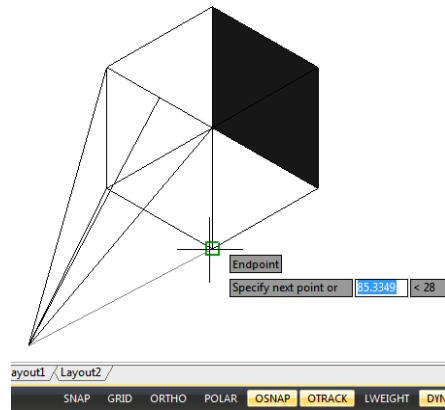 Endpoint
Specify next point or 85.3349 < 28
ayout1 / Layout2 /
SNAP GRID ORTHO POLAR OSNAP OTRACK LWEIGHT DYN